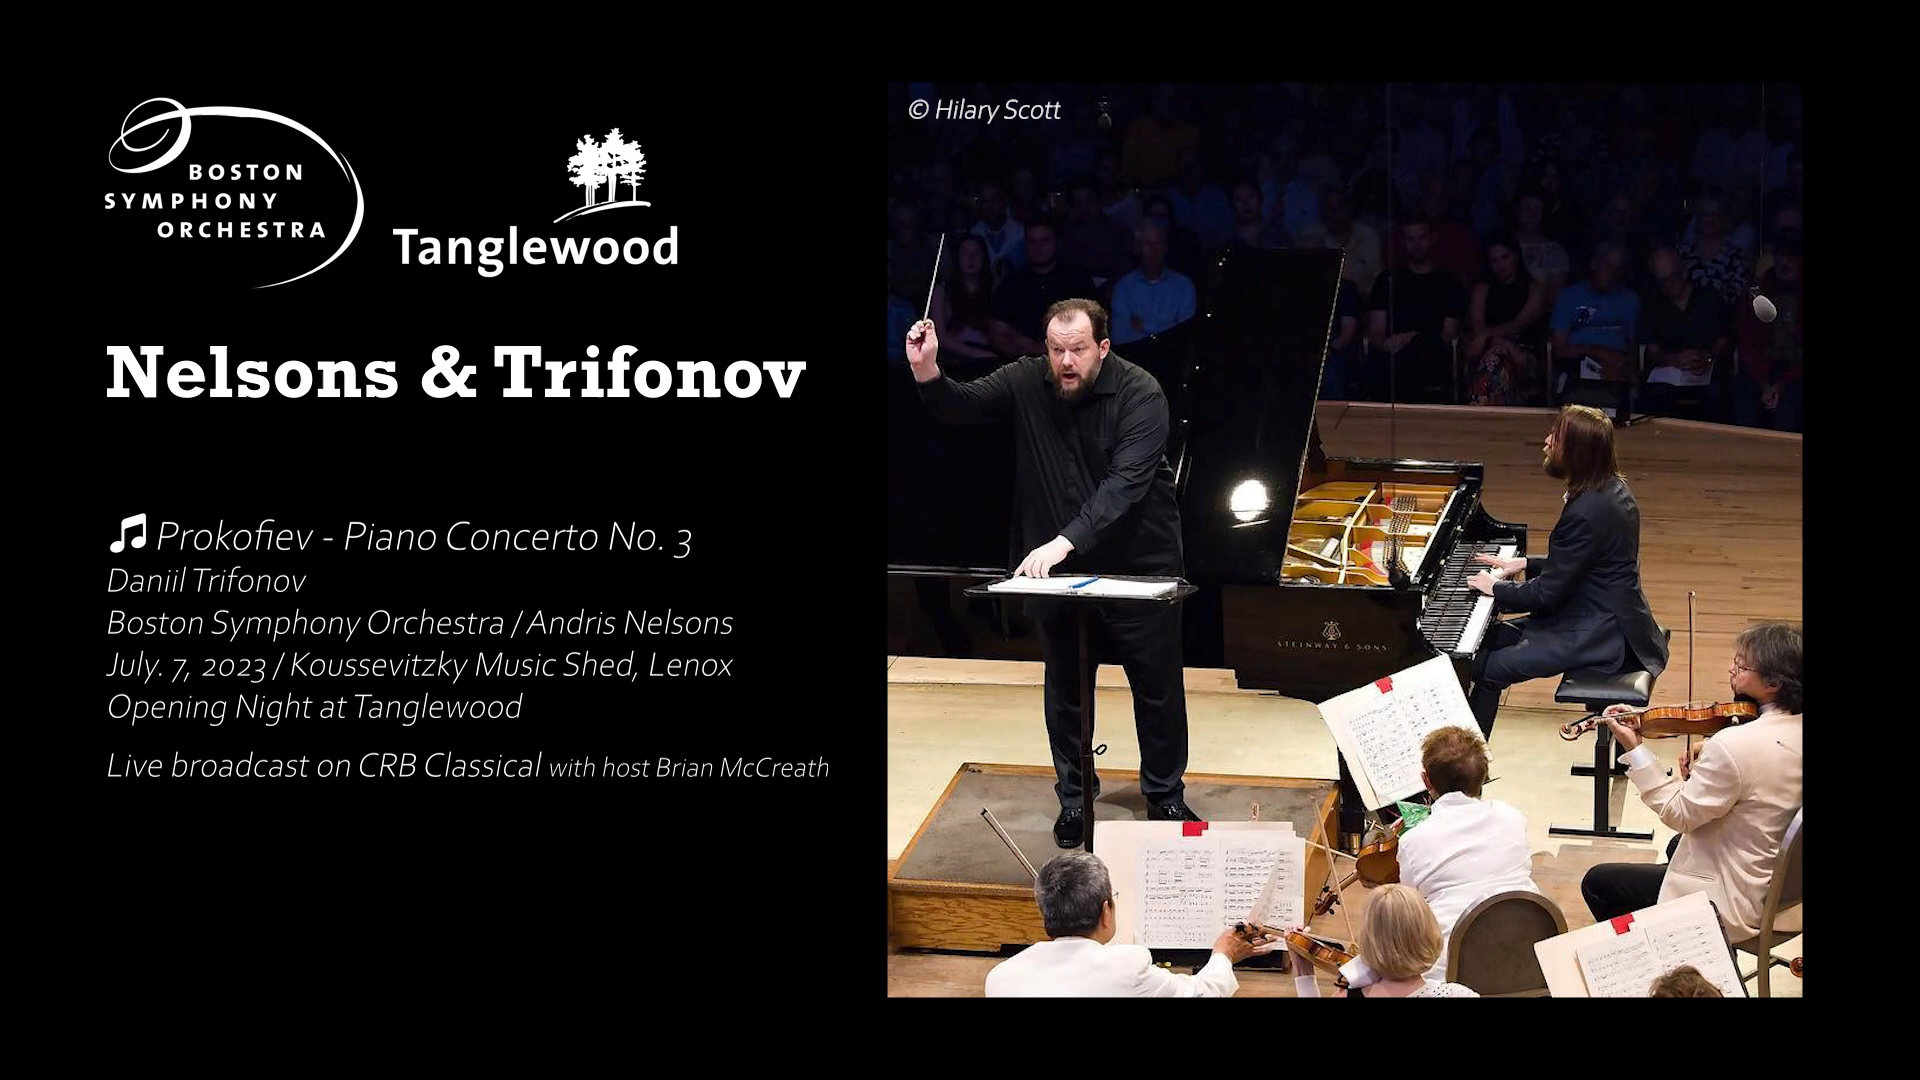 BOSTON
SYMPHONY
ORCHESTRA
Tanglewood
Nelsons & Trifonov
Prokofiev - Piano Concerto No. 3
Daniil Trifonov
Boston Symphony Orchestra / Andris Nelsons
July. 7, 2023 / Koussevitzky Music Shed, Lenox
Opening Night at Tanglewood
Live broadcast on CRB Classical with host Brian McCreath
© Hilary Scott
STEINWAY & SONS